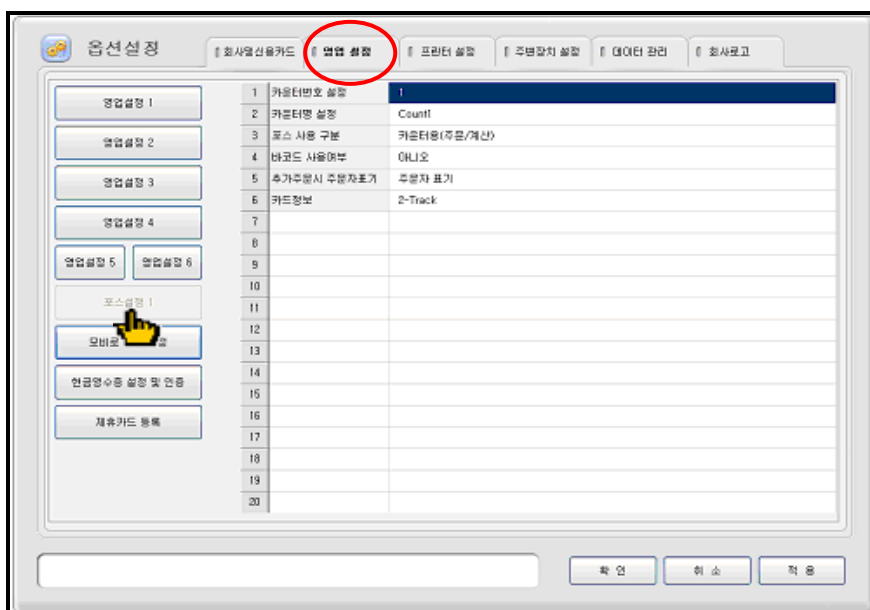 옵션설정
회사및신용카드
영업 설정
프린터 설정
주변장치 설정
데이터 관리
회사로고
영업설정 1
영업설정 2
영업설정 3
영업설정 4
영업설정 5 영업설정 6
포스설정 1
모비로
현금영수증 설정 및 인증
제휴카드 등록
1 카운터번호 설정 1
2 카운터명 설정 Count1
3 포스 사용 구분 카운터용(주문/계산)
4 바코드 사용여부 아니오
5 추가주문시 주문자표기 주문자 표기
6 카드정보 2-Track
7
8
9
10
11
12
13
14
15
16
17
18
19
20
확 인
취 소
적 용